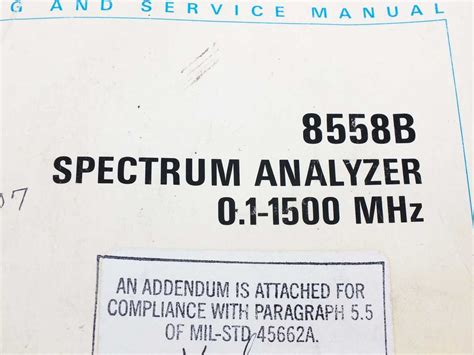 G AND SERVICE MANUAL
8558B
SPECTRUM ANALYZER
0.1-1500 MHz
07
AN ADDENDUM IS ATTACHED FOR
COMPLIANCE WITH PARAGRAPH 5.5
OF MIL-STD-45662A.